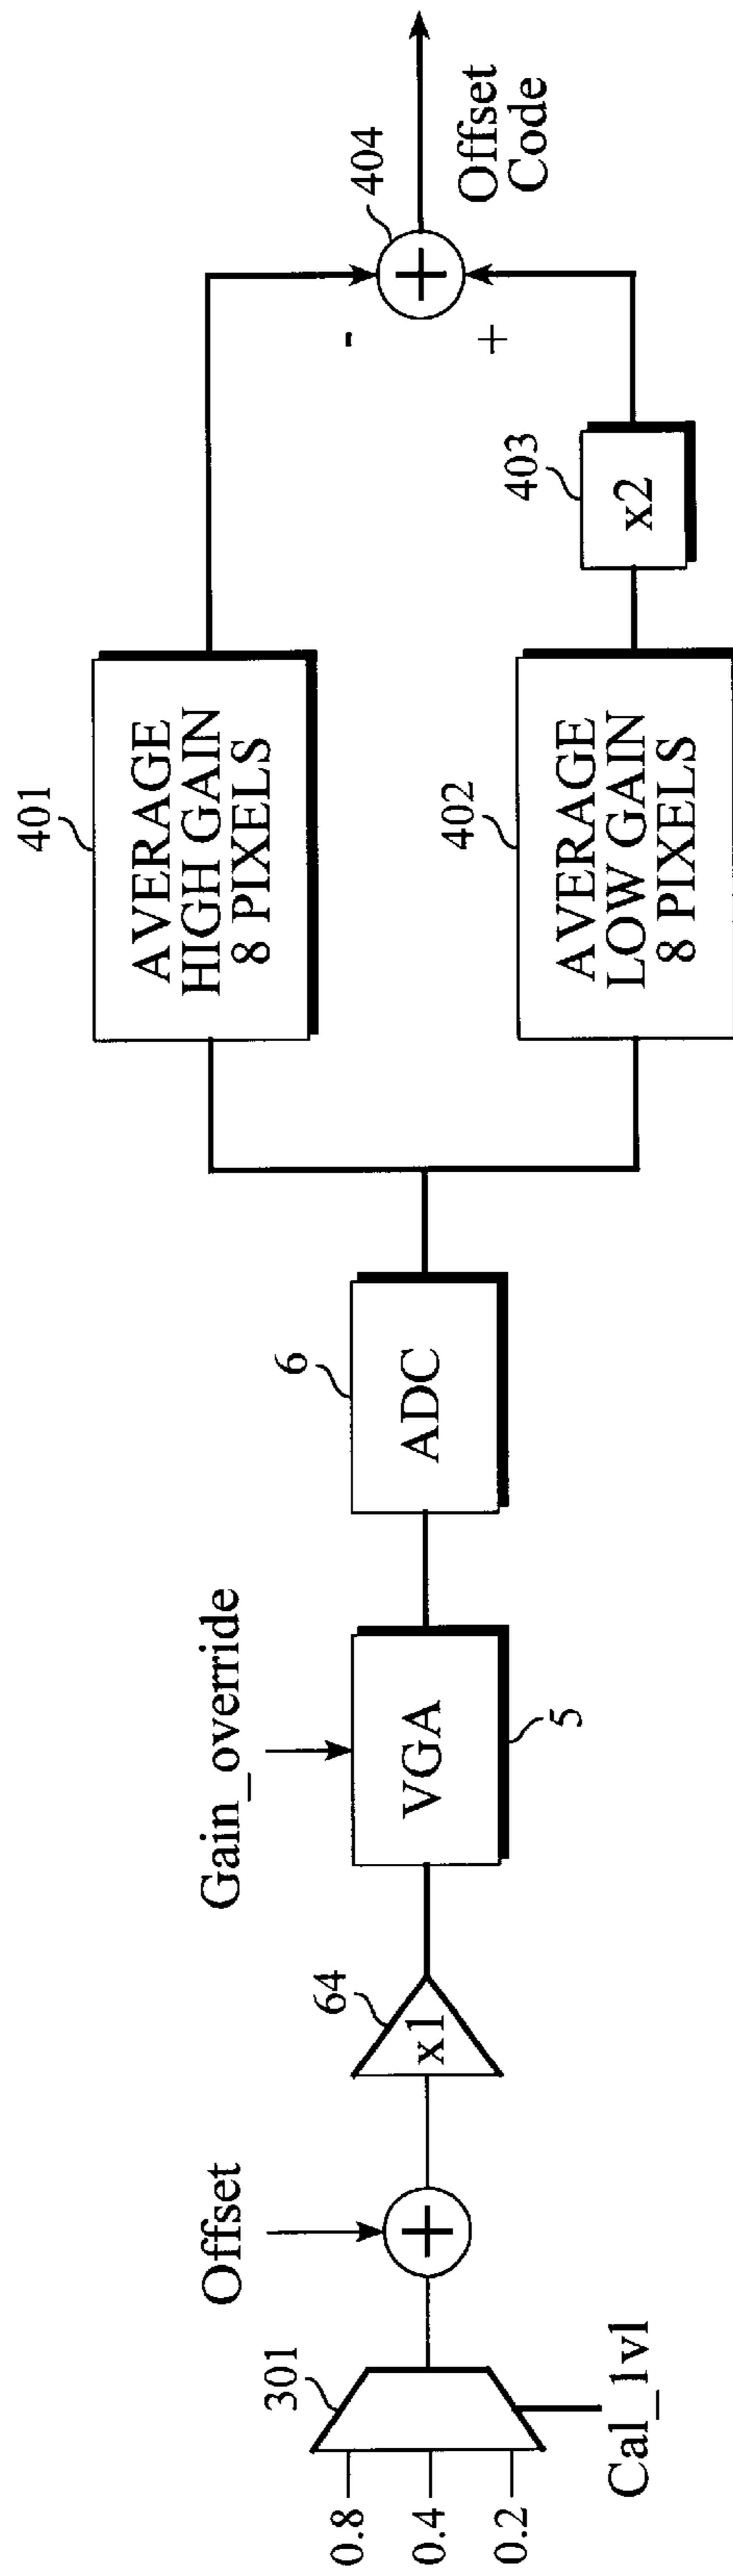 0.8
0.4
0.2
301
Cal_lvl
Offset
+
64
x1
Gain_override
VGA
5
6
ADC
401
AVERAGE
HIGH GAIN
8 PIXELS
402
AVERAGE
LOW GAIN
8 PIXELS
403
x2
-
+
404
+
Offset
Code